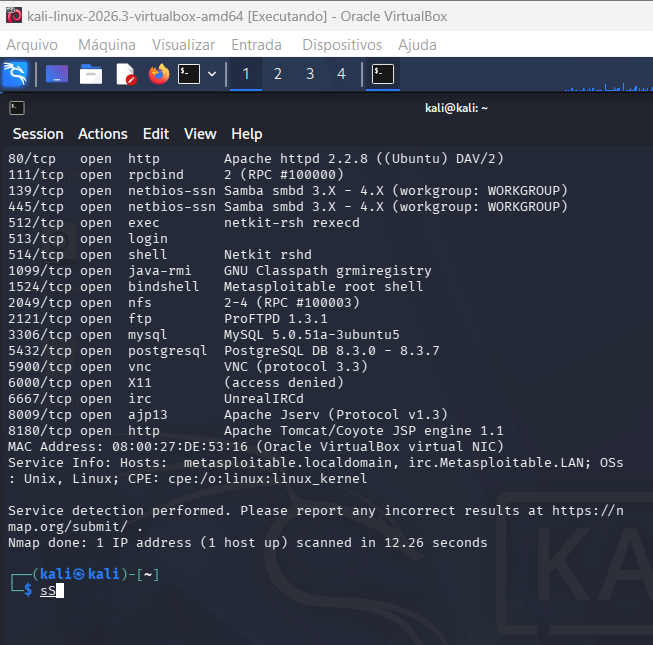 kali-linux-2026.3-virtualbox-amd64 [Executando] - Oracle VirtualBox
Arquivo Máquina Visualizar Entrada Dispositivos Ajuda
1 2 3 4
kali@kali: ~
Session Actions Edit View Help
80/tcp   open  http        Apache httpd 2.2.8 ((Ubuntu) DAV/2)
111/tcp  open  rpcbind     2 (RPC #100000)
139/tcp  open  netbios-ssn Samba smbd 3.X - 4.X (workgroup: WORKGROUP)
445/tcp  open  netbios-ssn Samba smbd 3.X - 4.X (workgroup: WORKGROUP)
512/tcp  open  exec        netkit-rsh rexecd
513/tcp  open  login
514/tcp  open  shell       Netkit rshd
1099/tcp open  java-rmi    GNU Classpath grmiregistry
1524/tcp open  bindshell   Metasploitable root shell
2049/tcp open  nfs         2-4 (RPC #100003)
2121/tcp open  ftp         ProFTPD 1.3.1
3306/tcp open  mysql       MySQL 5.0.51a-3ubuntu5
5432/tcp open  postgresql  PostgreSQL DB 8.3.0 - 8.3.7
5900/tcp open  vnc         VNC (protocol 3.3)
6000/tcp open  X11         (access denied)
6667/tcp open  irc         UnrealIRCd
8009/tcp open  ajp13       Apache Jserv (Protocol v1.3)
8180/tcp open  http        Apache Tomcat/Coyote JSP engine 1.1
MAC Address: 08:00:27:DE:53:16 (Oracle VirtualBox virtual NIC)
Service Info: Hosts:  metasploitable.localdomain, irc.Metasploitable.LAN; OSs
: Unix, Linux; CPE: cpe:/o:linux:linux_kernel
Service detection performed. Please report any incorrect results at https://n
map.org/submit/ .
Nmap done: 1 IP address (1 host up) scanned in 12.26 seconds
┌──(kali㉿kali)-[~]
└─$ sS
KA